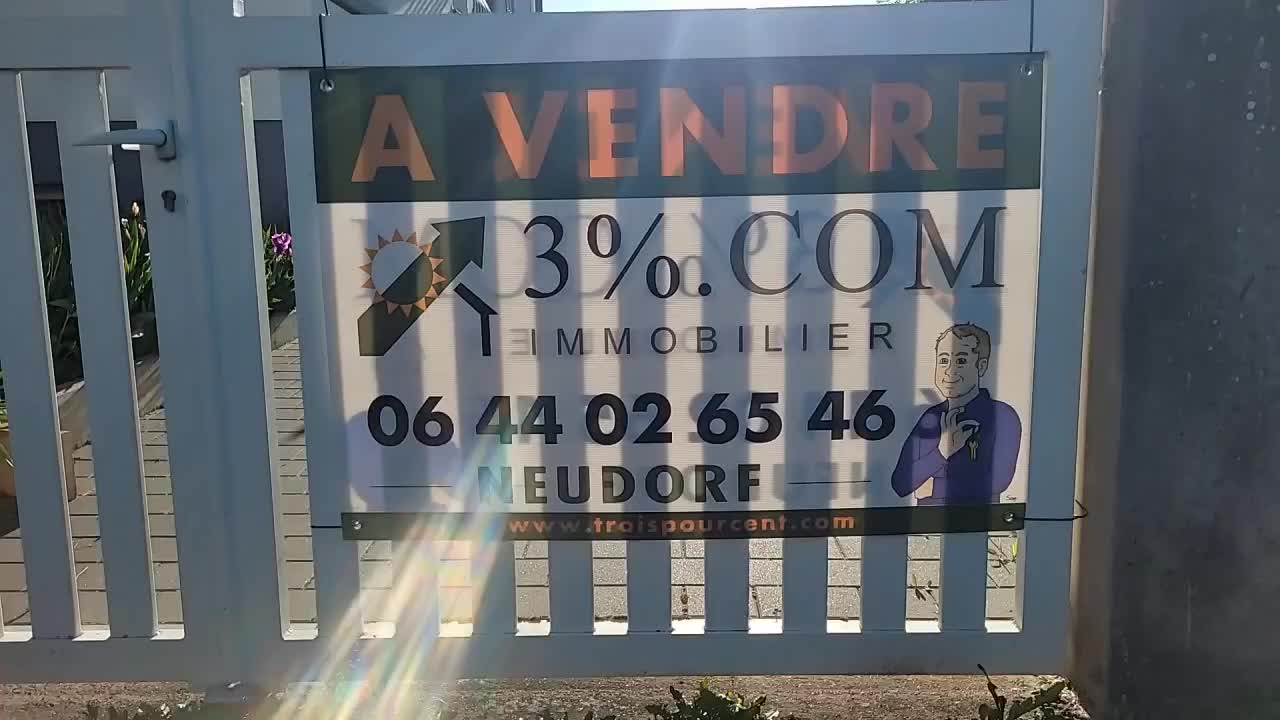 A VENDRE
3%.COM
IMMOBILIER
06 44 02 65 46
NEUDORF
www.troispourcent.com